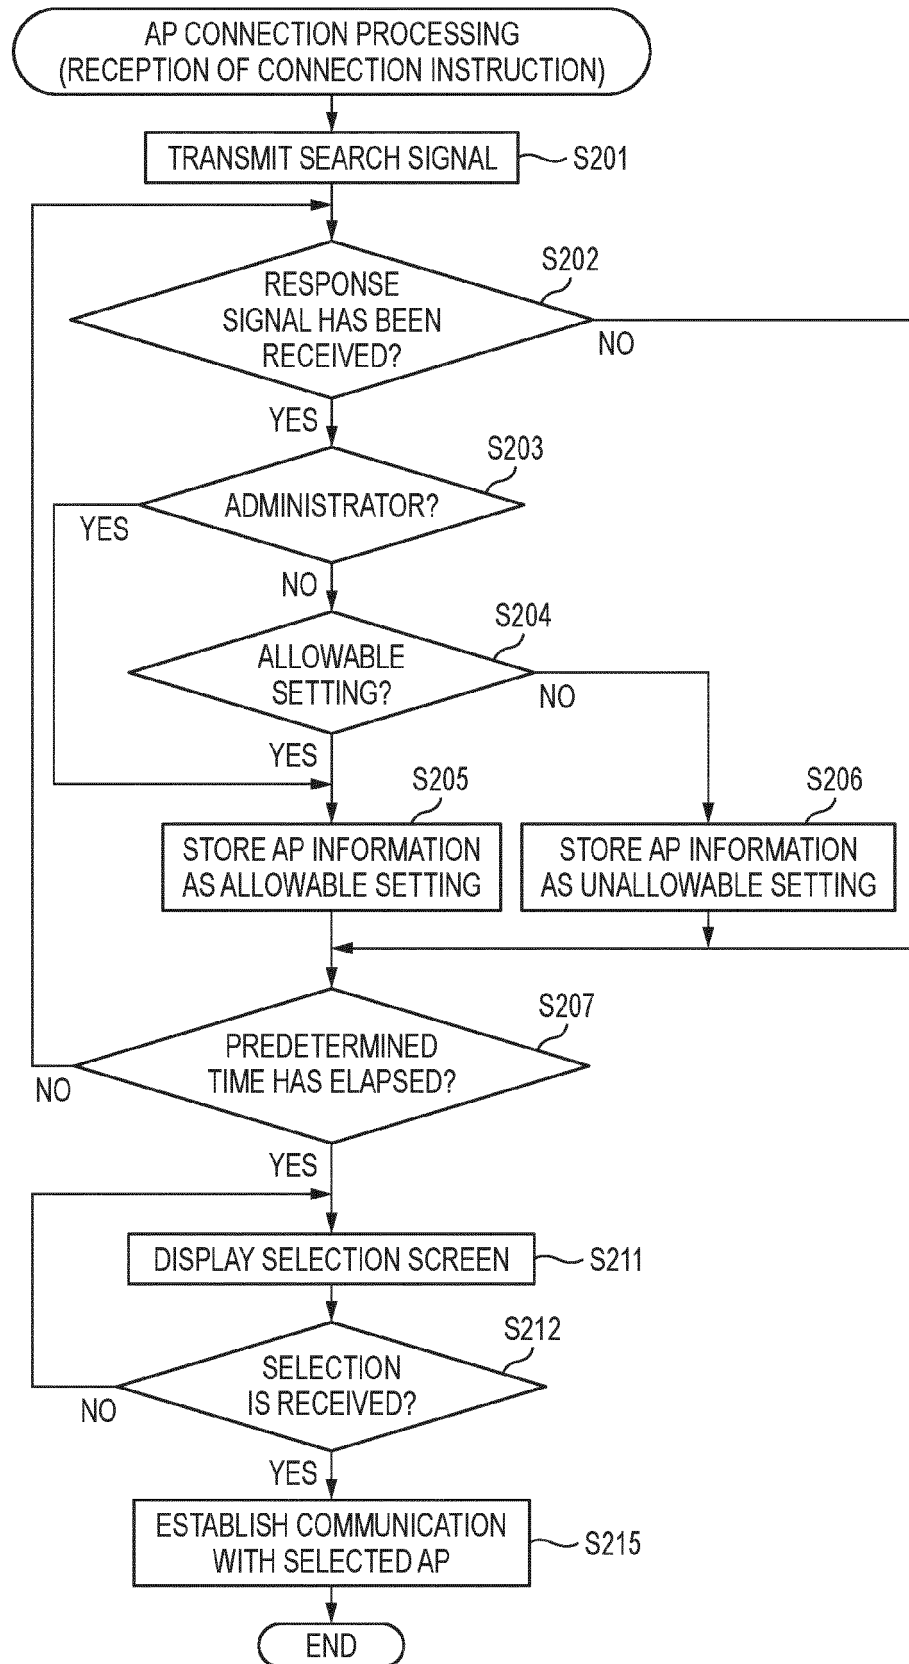 AP CONNECTION PROCESSING
(RECEPTION OF CONNECTION INSTRUCTION)
TRANSMIT SEARCH SIGNAL
S201
S202
RESPONSE
SIGNAL HAS BEEN
RECEIVED?
NO
YES
S203
ADMINISTRATOR?
YES
NO
S204
ALLOWABLE
SETTING?
NO
YES
S205
S206
STORE AP INFORMATION
AS ALLOWABLE SETTING
STORE AP INFORMATION
AS UNALLOWABLE SETTING
S207
PREDETERMINED
TIME HAS ELAPSED?
NO
YES
DISPLAY SELECTION SCREEN
S211
S212
SELECTION
IS RECEIVED?
NO
YES
ESTABLISH COMMUNICATION
WITH SELECTED AP
S215
END